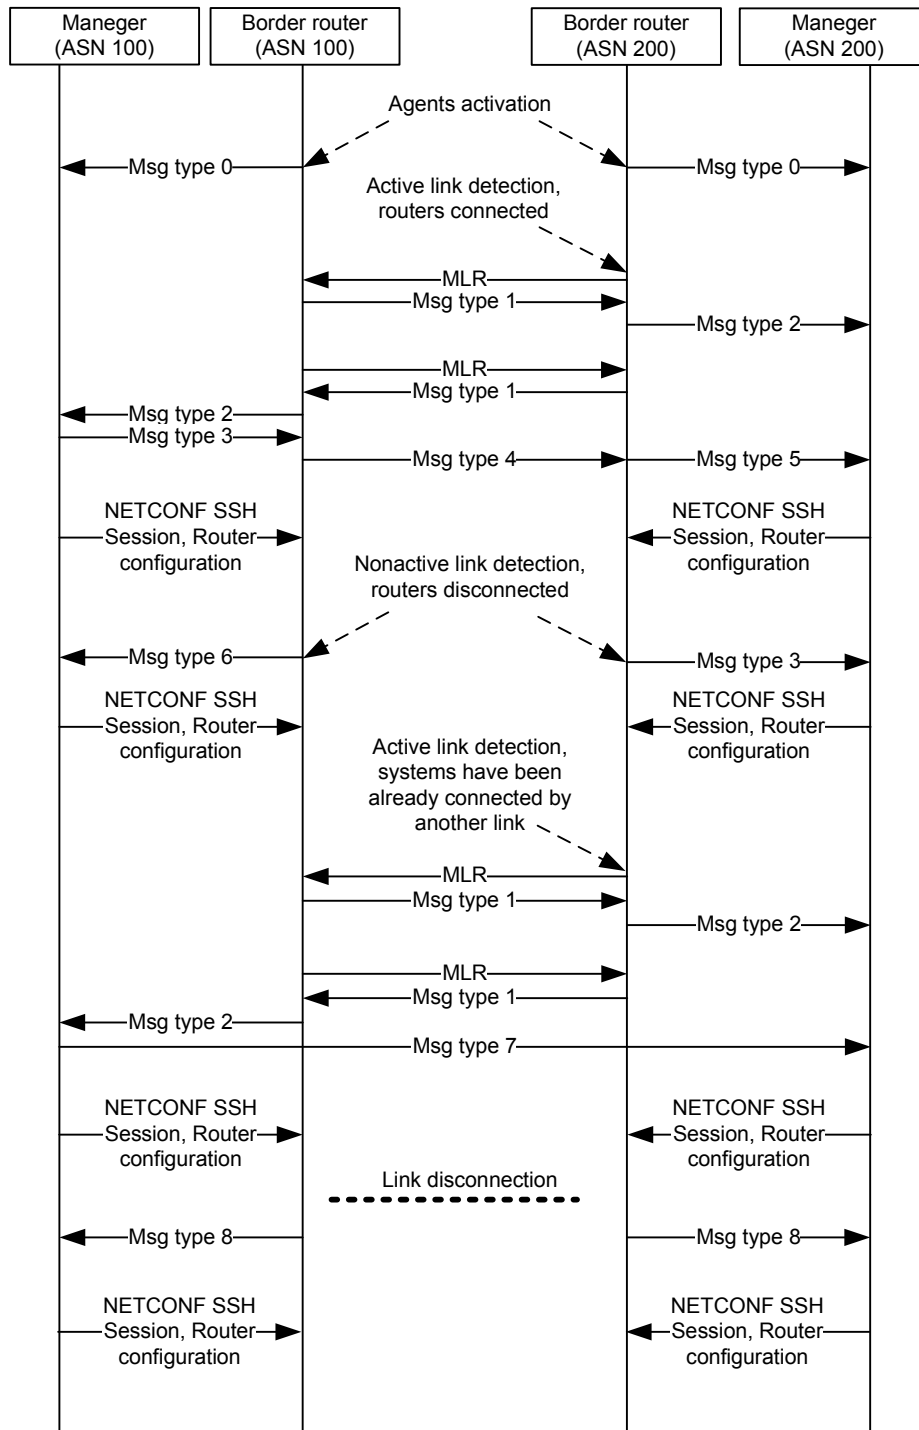 Maneger
(ASN 100)
Border router
(ASN 100)
Border router
(ASN 200)
Maneger
(ASN 200)
Agents activation
Msg type 0
Msg type 0
Active link detection,
routers connected
MLR
Msg type 1
Msg type 2
MLR
Msg type 1
Msg type 2
Msg type 3
Msg type 4
Msg type 5
NETCONF SSH
Session, Router
configuration
NETCONF SSH
Session, Router
configuration
Nonactive link detection,
routers disconnected
Msg type 6
Msg type 3
NETCONF SSH
Session, Router
configuration
NETCONF SSH
Session, Router
configuration
Active link detection,
systems have been
already connected by
another link
MLR
Msg type 1
Msg type 2
MLR
Msg type 1
Msg type 2
Msg type 7
NETCONF SSH
Session, Router
configuration
NETCONF SSH
Session, Router
configuration
Link disconnection
Msg type 8
Msg type 8
NETCONF SSH
Session, Router
configuration
NETCONF SSH
Session, Router
configuration